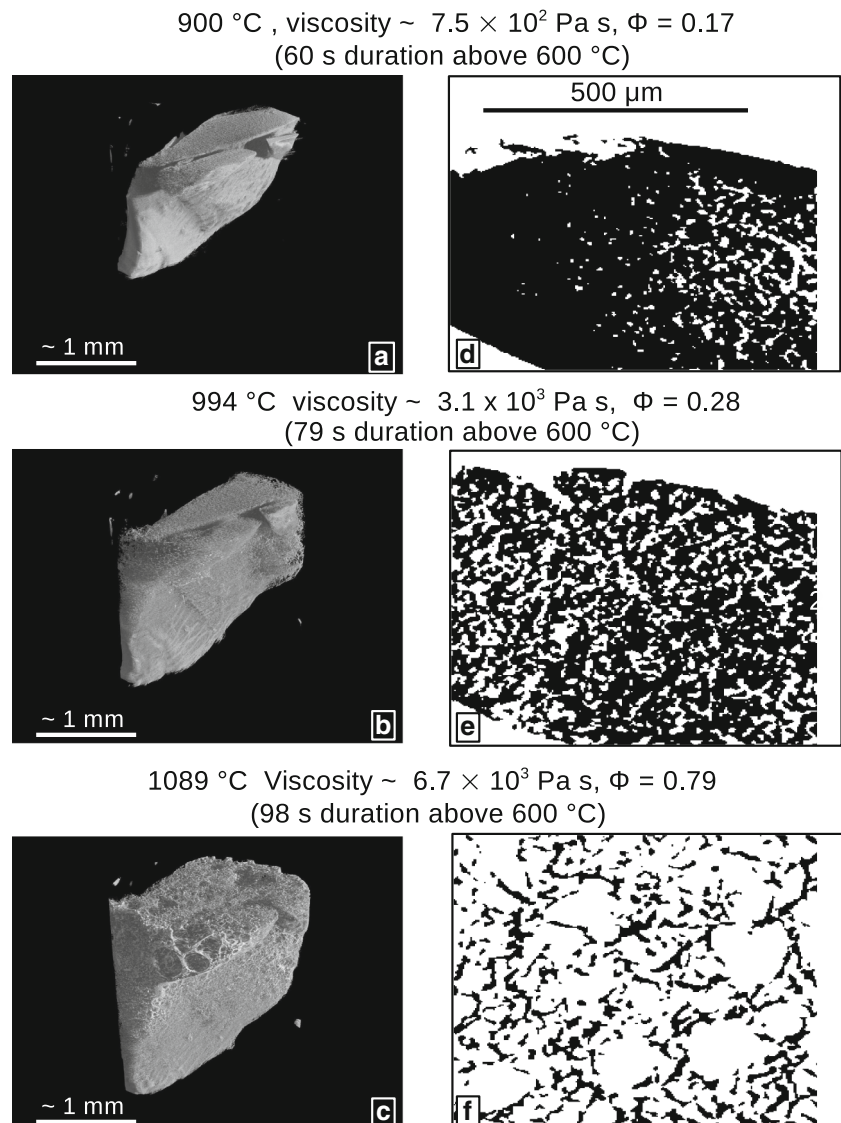 900 °C , viscosity ~ 7.5 × 10² Pa s, Φ = 0.17
(60 s duration above 600 °C)
~ 1 mm
a
500 µm
d
994 °C viscosity ~ 3.1 x 10³ Pa s, Φ = 0.28
(79 s duration above 600 °C)
~ 1 mm
b
e
1089 °C Viscosity ~ 6.7 × 10³ Pa s, Φ = 0.79
(98 s duration above 600 °C)
~ 1 mm
c
f